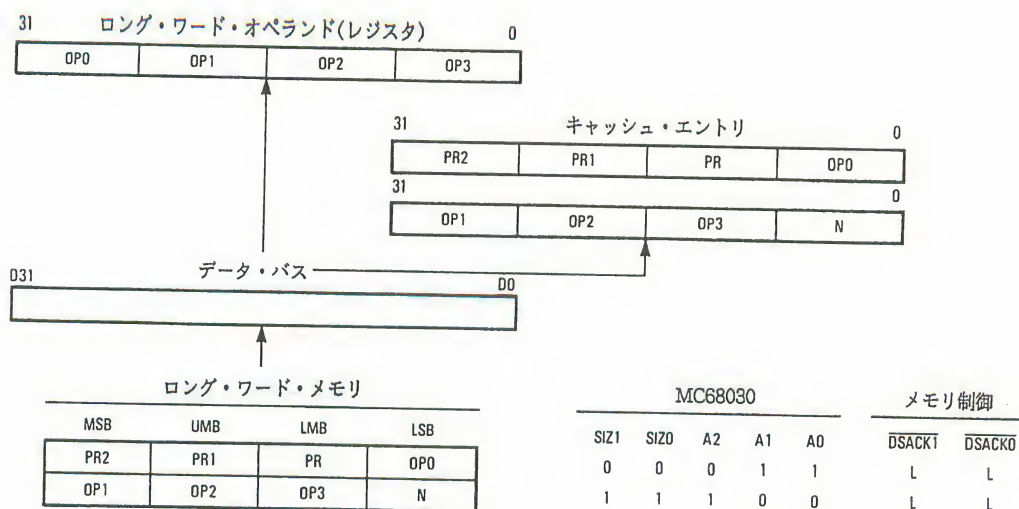 31 ロング・ワード・オペランド(レジスタ) 0
OP0 OP1 OP2 OP3
31 キャッシュ・エントリ 0
PR2 PR1 PR OP0
31 0
OP1 OP2 OP3 N
D31 データ・バス D0
ロング・ワード・メモリ
MSB UMB LMB LSB
PR2 PR1 PR OP0
OP1 OP2 OP3 N
MC68030 メモリ制御
SIZ1 SIZ0 A2 A1 A0 DSACK1 DSACK0
0 0 0 1 1 L L
1 1 1 0 0 L L